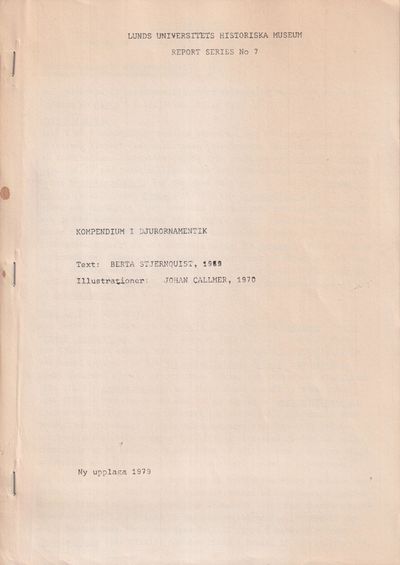 LUNDS UNIVERSITETS HISTORISKA MUSEUM
REPORT SERIES No 7
KOMPENDIUM I DJURORNAMENTIK
Text: BERTA STJERNQUIST, 1969
Illustrationer: JOHAN CALLMER, 1970
Ny upplaga 1979